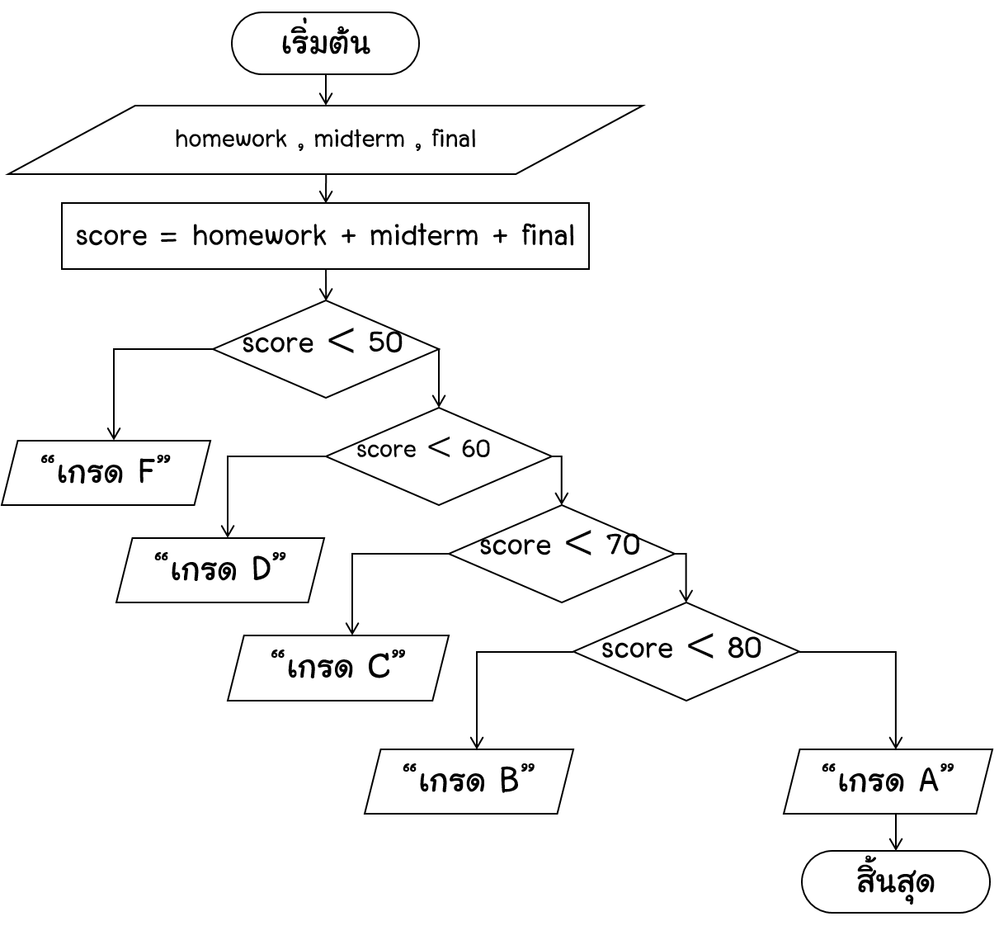 เริ่มต้น
homework , midterm , final
score = homework + midterm + final
score < 50
score < 60
“เกรด F”
score < 70
“เกรด D”
score < 80
“เกรด C”
“เกรด B”
“เกรด A”
สิ้นสุด